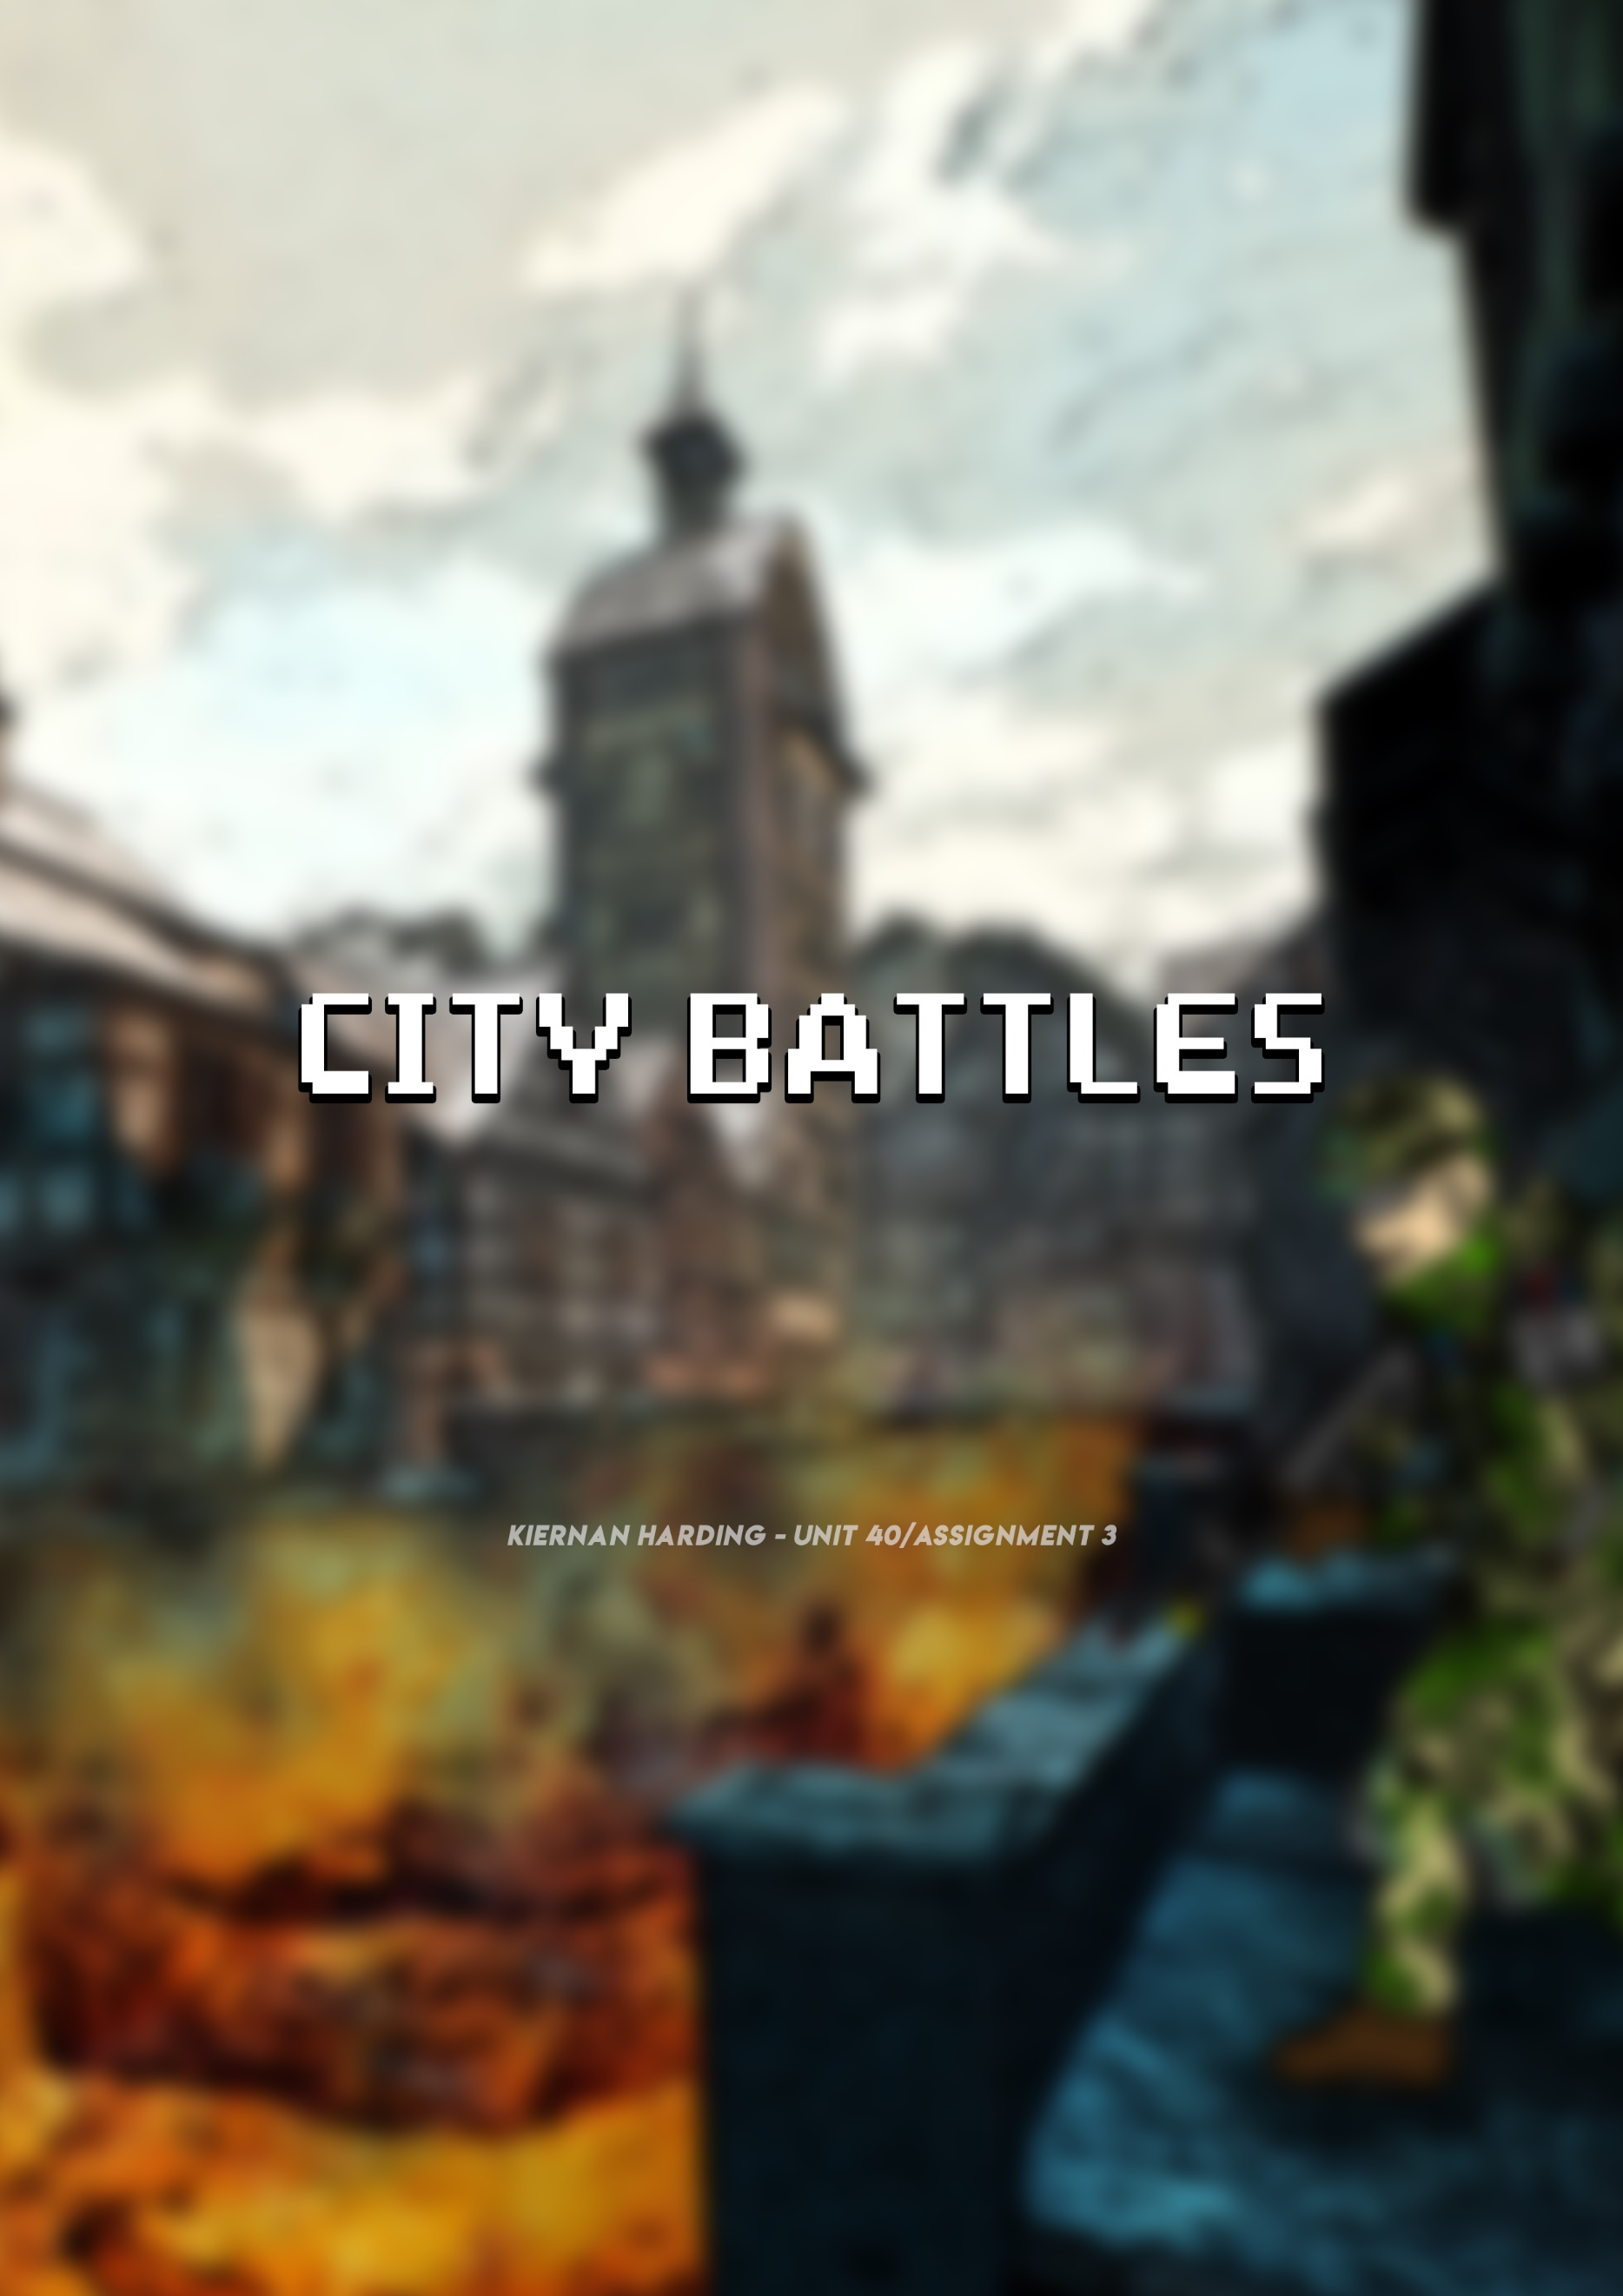 CITY BATTLES
KIERNAN HARDING - UNIT 40/ASSIGNMENT 3